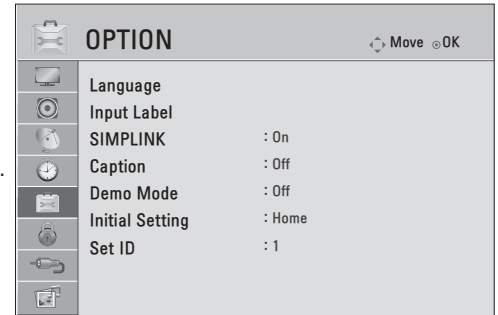 OPTION
Move OK
Language
Input Label
SIMPLINK : On
Caption : Off
Demo Mode : Off
Initial Setting : Home
Set ID : 1